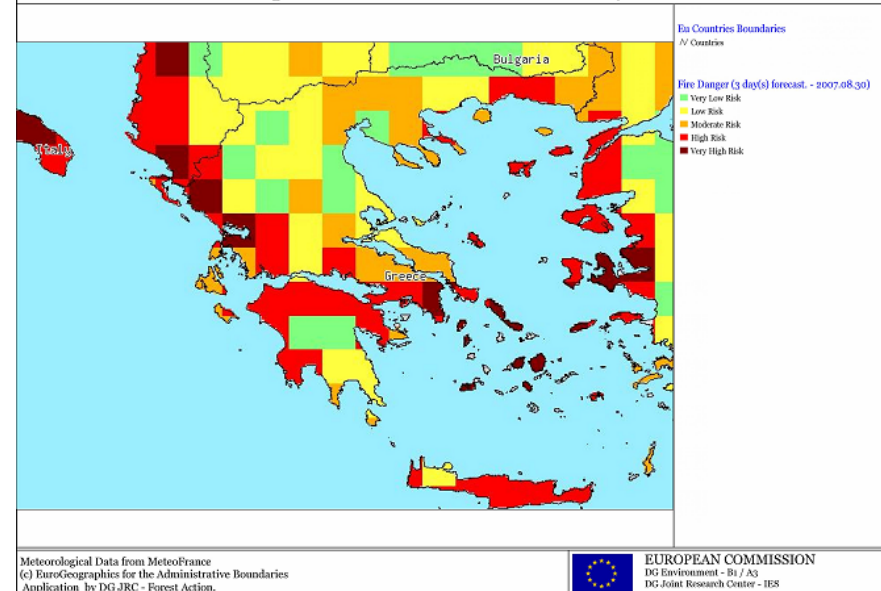 Eu Countries Boundaries
Countries
Fire Danger (3 day(s) forecast. - 2007.08.30)
Very Low Risk
Low Risk
Moderate Risk
High Risk
Very High Risk
Bulgaria
Italy
Greece
Meteorological Data from MeteoFrance
(c) EuroGeographics for the Administrative Boundaries
Application by DG JRC - Forest Action.
EUROPEAN COMMISSION
DG Environment - B1 / A3
DG Joint Research Center - IES